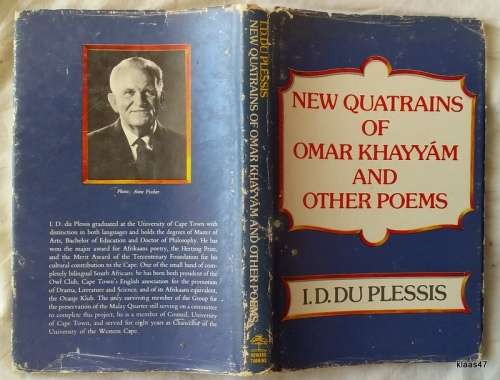 Photo: Anne Fischer
I. D. du Plessis graduated at the University of Cape Town with
distinction in both languages and holds the degrees of Master of
Arts, Bachelor of Education and Doctor of Philosophy. He has
won the major award for Afrikaans poetry, the Hertzog Prize,
and the Merit Award of the Tercentenary Foundation for his
cultural contribution to the Cape. One of the small band of
completely bilingual South Africans, he has been both president of the
Owl Club, Cape Town's English association for the promotion
of Drama, Literature and Science, and of its Afrikaans equivalent,
the Oranje Klub. The only surviving member of the Group for
the preservation of the Malay Quarter still serving on a committee
to complete this project, he is a member of Council, University
of Cape Town, and served for eight years as Chancellor of the
University of the Western Cape.
I.D. DU PLESSIS
NEW QUATRAINS OF OMAR KHAYYAM AND OTHER POEMS
HOWARD
TIMMINS
NEW QUATRAINS
OF
OMAR KHAYYÁM
AND
OTHER POEMS
I.D. DU PLESSIS
klaas47